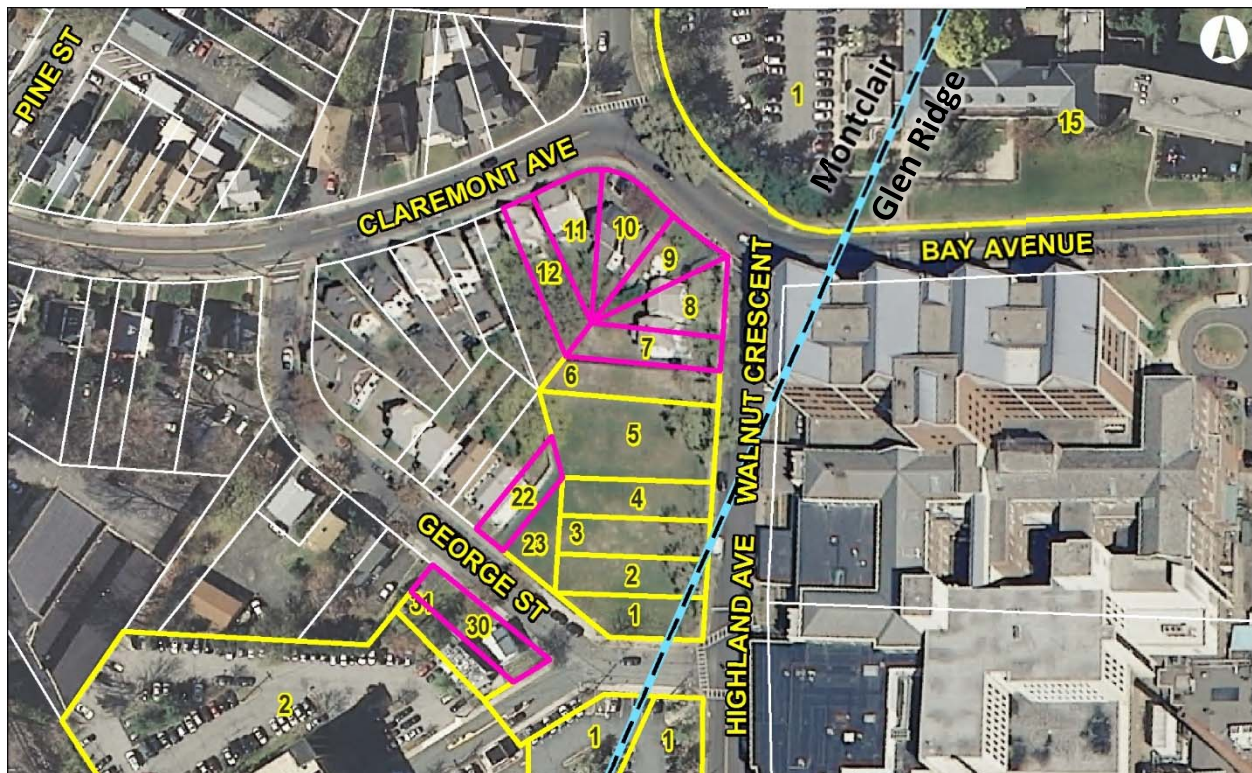 PINE ST
1
Montclair
Glen Ridge
15
CLAREMONT AVE
11
10
12
9
8
7
BAY AVENUE
WALNUT CRESCENT
6
5
22
4
23
3
2
1
GEORGE ST
31
30
HIGHLAND AVE
2
1
1